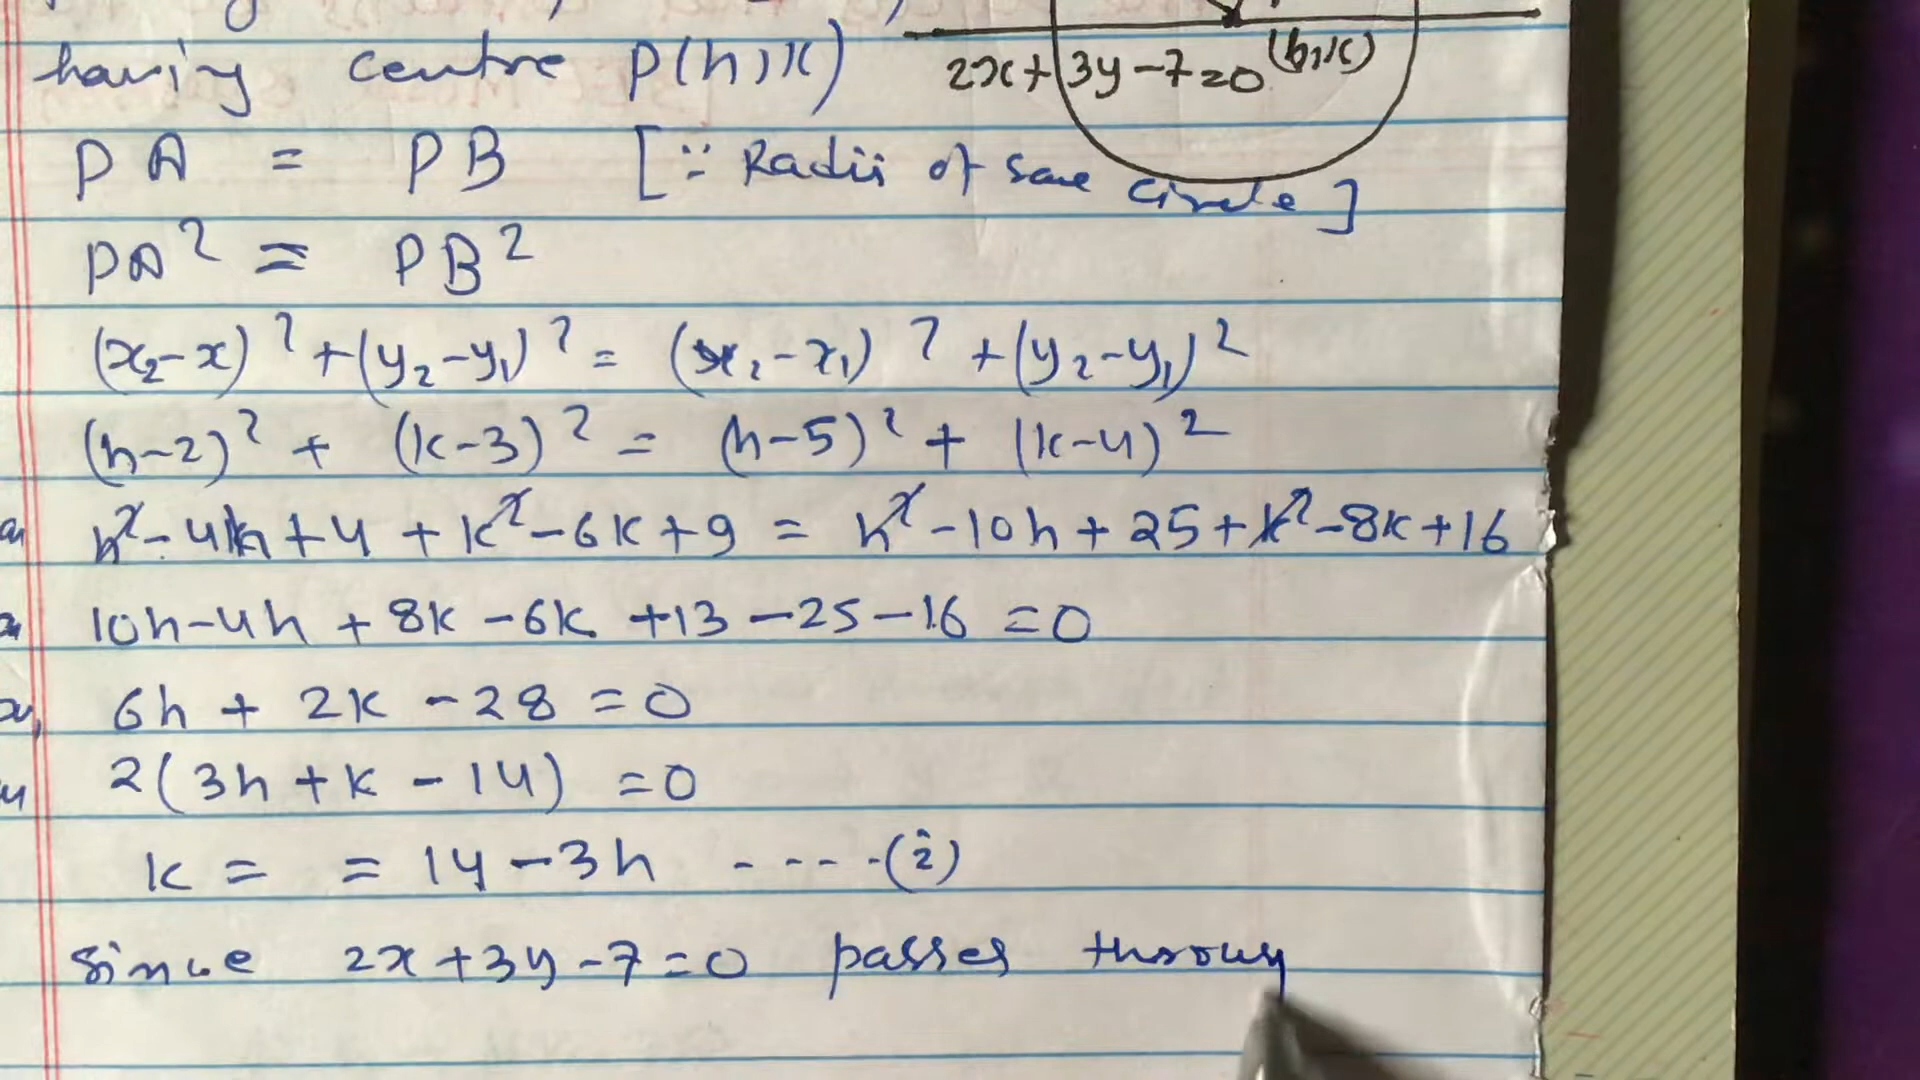 having centre P(h,k)
2x+3y-7=0 (h,k)
PA = PB [∵ Radii of same circle]
PA² = PB²
(x₂-x)²+(y₂-y₁)² = (x₂-x₁)²+(y₂-y₁)²
(h-2)² + (k-3)² = (h-5)² + (k-4)²
h²-4h+4+k²-6k+9 = h²-10h+25+k²-8k+16
10h-4h+8k-6k+13-25-16=0
6h+2k-28=0
2(3h+k-14)=0
k = = 14-3h -----(2)
since 2x+3y-7=0 passes throug